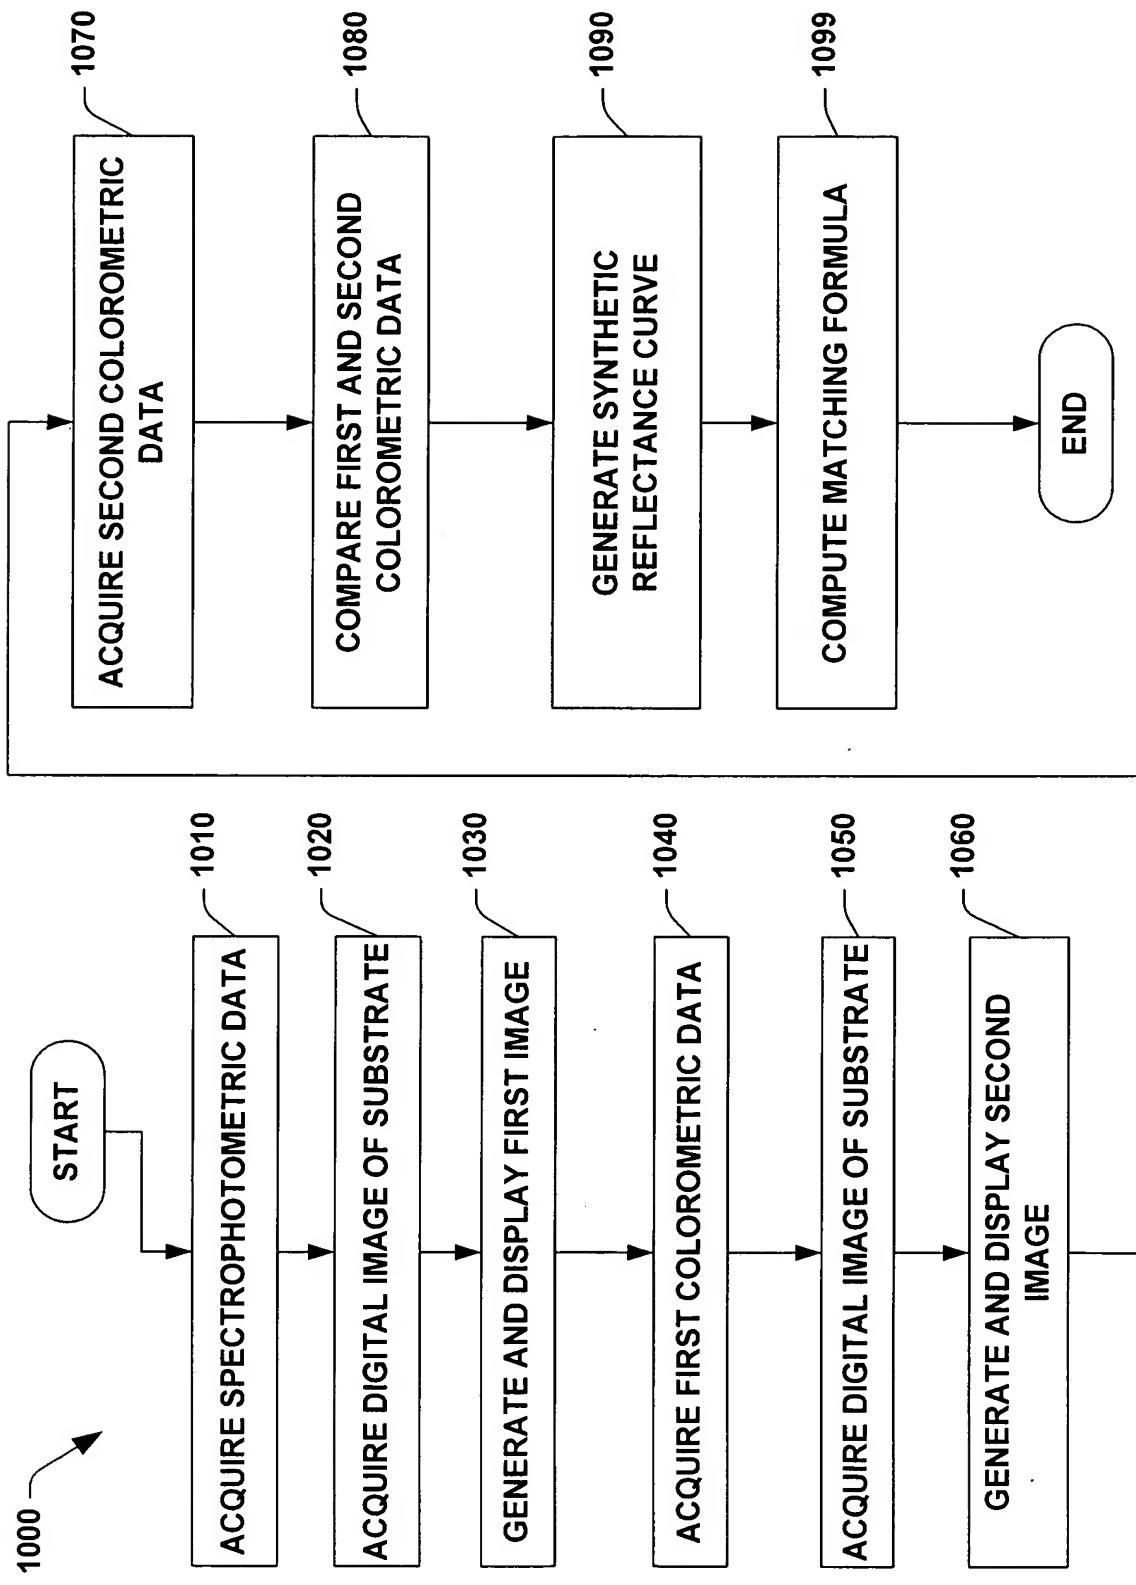 1000
START
ACQUIRE SPECTROPHOTOMETRIC DATA
1010
ACQUIRE DIGITAL IMAGE OF SUBSTRATE
1020
GENERATE AND DISPLAY FIRST IMAGE
1030
ACQUIRE FIRST COLOROMETRIC DATA
1040
ACQUIRE DIGITAL IMAGE OF SUBSTRATE
1050
GENERATE AND DISPLAY SECOND
IMAGE
1060
ACQUIRE SECOND COLOROMETRIC
DATA
1070
COMPARE FIRST AND SECOND
COLOROMETRIC DATA
1080
GENERATE SYNTHETIC
REFLECTANCE CURVE
1090
COMPUTE MATCHING FORMULA
1099
END